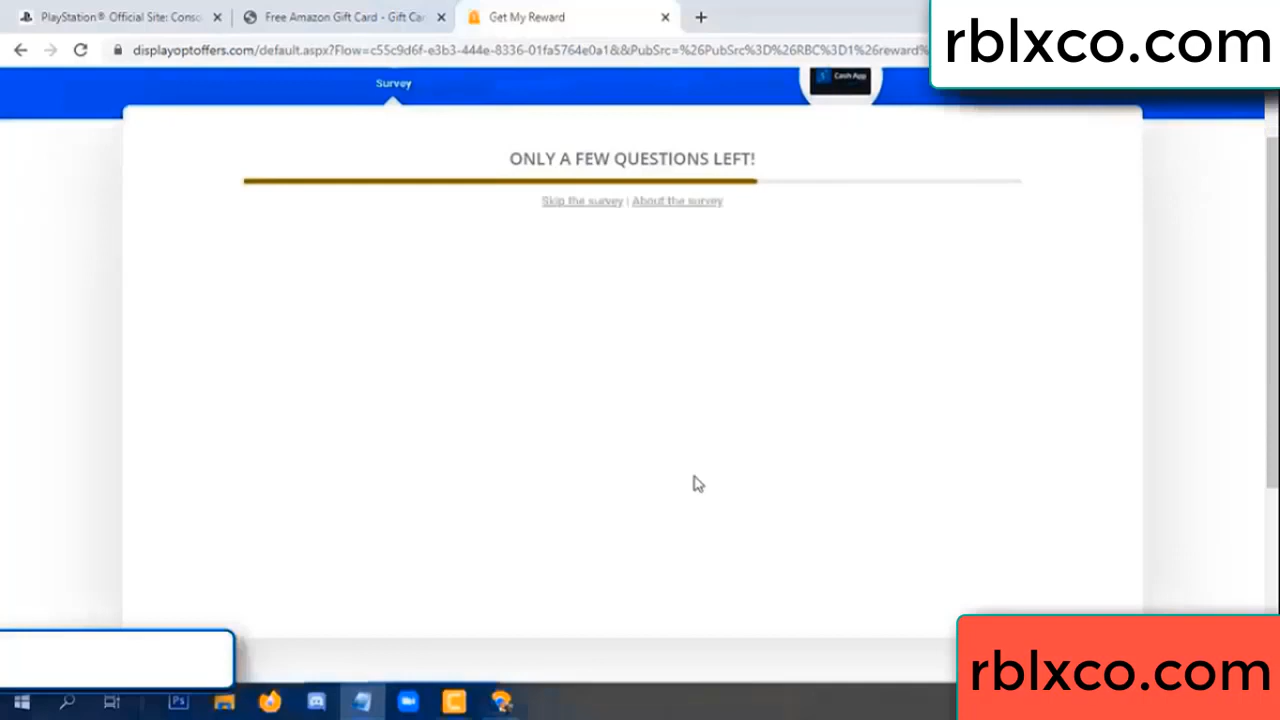 PlayStation® Official Site: Conso
Free Amazon Gift Card - Gift Car
Get My Reward
displayoptoffers.com/default.aspx?Flow=c55c9d6f-e3b3-444e-8336-01fa5764e0a1&&PubSrc=%26PubSrc%3D%26RBC%3D1%26reward%
rblxco.com
Survey
Cash App
ONLY A FEW QUESTIONS LEFT!
Skip the survey | About the survey
rblxco.com
Ps